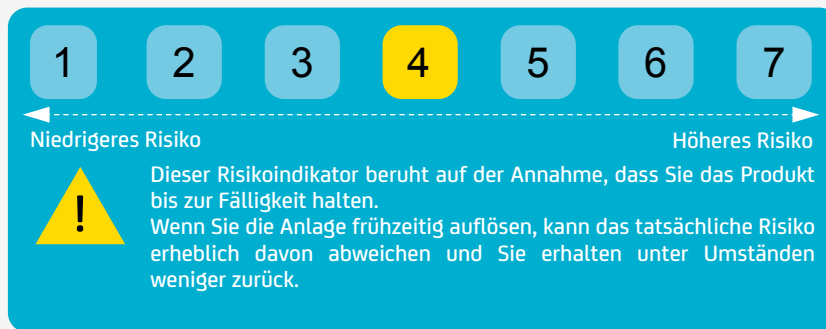 1 2 3 4 5 6 7
Niedrigeres Risiko Höheres Risiko
!
Dieser Risikoindikator beruht auf der Annahme, dass Sie das Produkt
bis zur Fälligkeit halten.
Wenn Sie die Anlage frühzeitig auflösen, kann das tatsächliche Risiko
erheblich davon abweichen und Sie erhalten unter Umständen
weniger zurück.